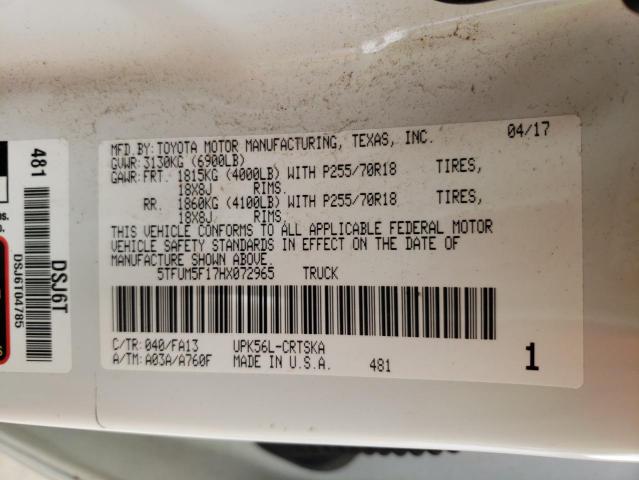 MFD.BY:TOYOTA MOTOR MANUFACTURING, TEXAS, INC. 04/17
GVWR:3130KG (6900LB)
GAWR:FRT. 1815KG (4000LB) WITH P255/70R18 TIRES,
18X8J RIMS.
RR. 1860KG (4100LB) WITH P255/70R18 TIRES,
18X8J. RIMS.
THIS VEHICLE CONFORMS TO ALL APPLICABLE FEDERAL MOTOR
VEHICLE SAFETY STANDARDS IN EFFECT ON THE DATE OF
MANUFACTURE SHOWN ABOVE.
5TFUM5F17HX072965 TRUCK
C/TR:040/FA13 UPK56L-CRTSKA
A/TM:A03A/A760F MADE IN U.S.A. 481 1
481
DSJ6T
DSJ6T04785